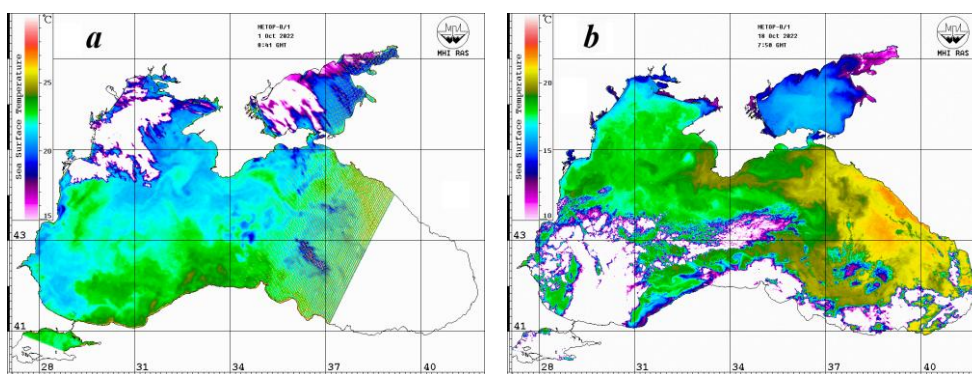 °C
a
METOP-B/1
1 Oct 2022
8:41 GMT
MHI RAS
Sea Surface Temperature
25
20
15
43
41
28
31
34
37
40
°C
b
METOP-B/1
18 Oct 2022
7:50 GMT
MHI RAS
Sea Surface Temperature
20
15
10
43
41
28
31
34
37
40